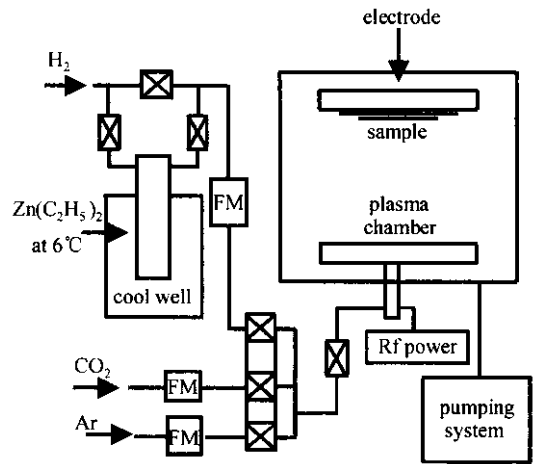 electrode
H₂
sample
Zn(C₂H₅)₂
at 6℃
FM
plasma
chamber
cool well
Rf power
CO₂
FM
Ar
FM
pumping
system